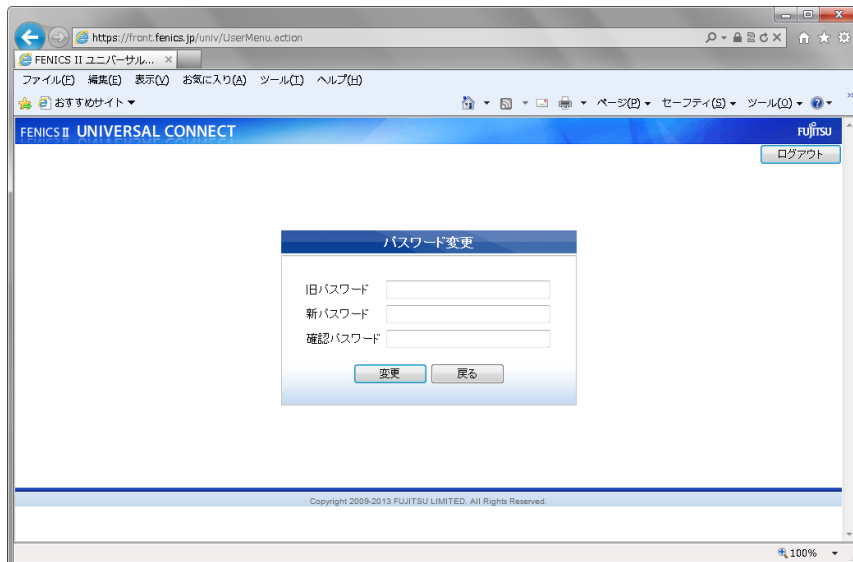 https://front.fenics.jp/univ/UserMenu.action
FENICS II ユニバーサル...
ファイル(F) 編集(E) 表示(V) お気に入り(A) ツール(T) ヘルプ(H)
おすすめサイト ページ(P) セーフティ(S) ツール(O)
FENICS II UNIVERSAL CONNECT FUJITSU
ログアウト
パスワード変更
旧パスワード
新パスワード
確認パスワード
変更 戻る
Copyright 2009-2013 FUJITSU LIMITED. All Rights Reserved.
100%